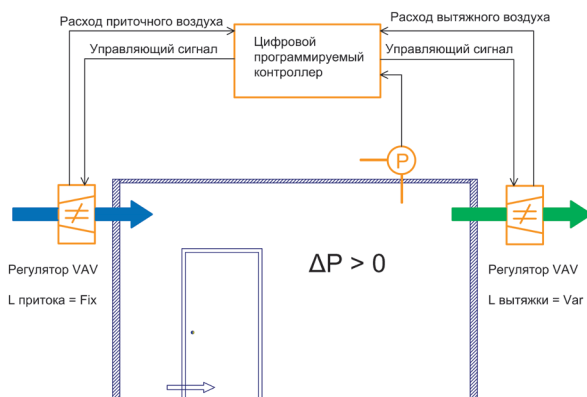 Расход приточного воздуха
Расход вытяжного воздуха
Управляющий сигнал
Цифровой
программируемый
контроллер
Управляющий сигнал
P
Регулятор VAV
L притока = Fix
ΔP > 0
Регулятор VAV
L вытяжки = Var